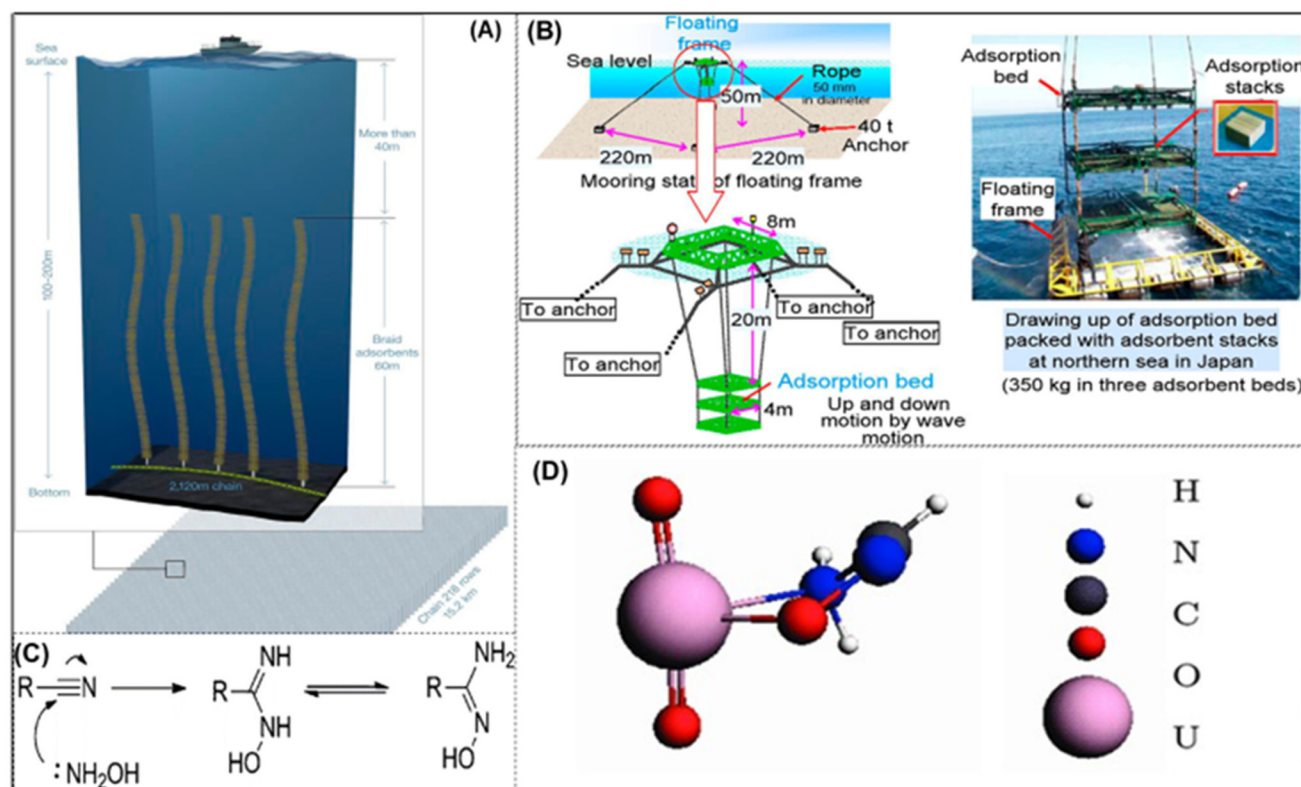 (A)
Sea
surface
More than
40m
100~200m
Braid
adsorbents
60m
Bottom
2,120m chain
Chain 218 rows
15.2 km
(B)
Floating
frame
Sea level
Rope
50 mm
in diameter
50m
40 t
Anchor
220m
220m
Mooring state of floating frame
8m
To anchor
To anchor
To anchor
To anchor
20m
Adsorption bed
4m
Up and down
motion by wave
motion
Adsorption
bed
Adsorption
stacks
Floating
frame
Drawing up of adsorption bed
packed with adsorbent stacks
at northern sea in Japan
(350 kg in three adsorbent beds)
(C)
R
N
:NH2OH
NH
R
NH
HO
NH2
R
N
HO
(D)
H
N
C
O
U